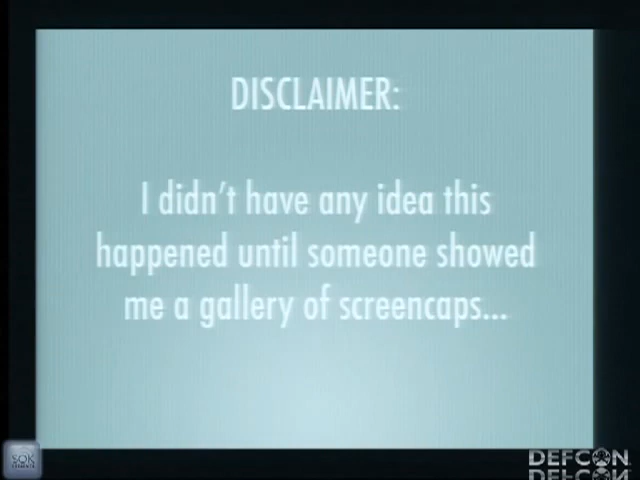 DISCLAIMER:
I didn't have any idea this
happened until someone showed
me a gallery of screencaps...
SOK
DEFCON